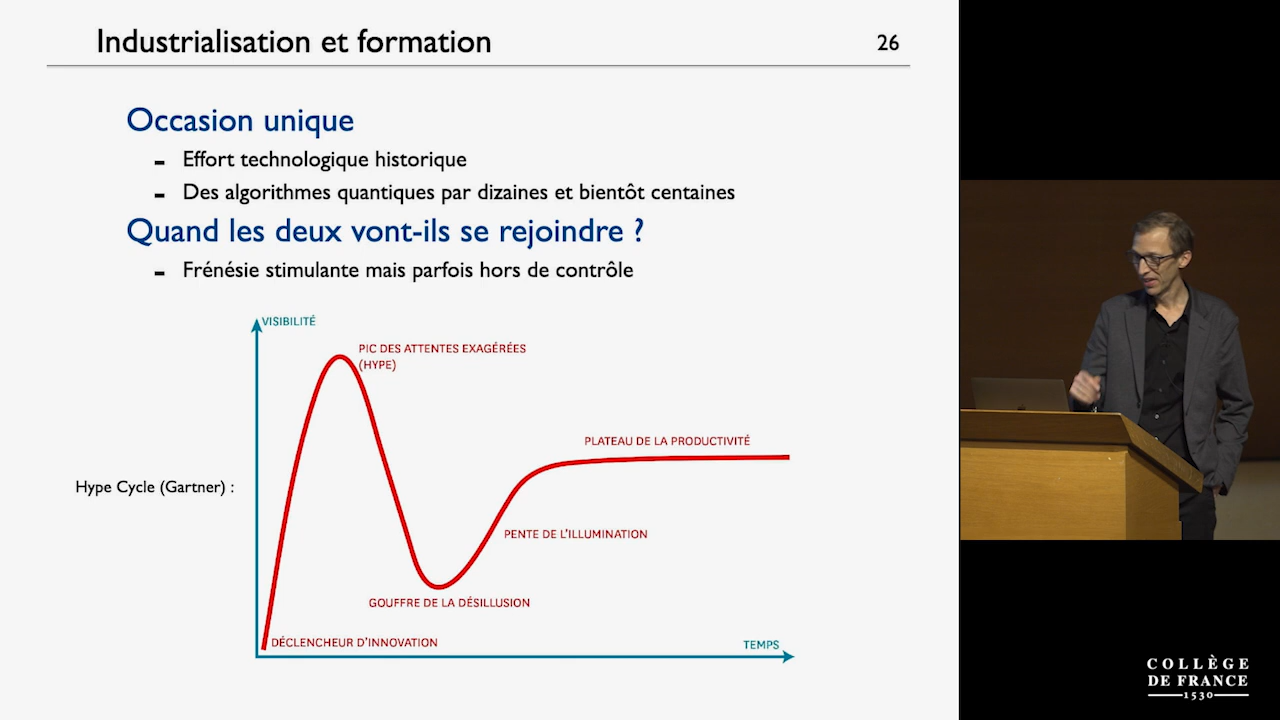 Industrialisation et formation
26
Occasion unique
- Effort technologique historique
- Des algorithmes quantiques par dizaines et bientôt centaines
Quand les deux vont-ils se rejoindre ?
- Frénésie stimulante mais parfois hors de contrôle
VISIBILITÉ
PIC DES ATTENTES EXAGÉRÉES
(HYPE)
PLATEAU DE LA PRODUCTIVITÉ
Hype Cycle (Gartner) :
PENTE DE L'ILLUMINATION
GOUFFRE DE LA DÉSILLUSION
DÉCLENCHEUR D'INNOVATION
TEMPS
COLLÈGE
DE FRANCE
1530